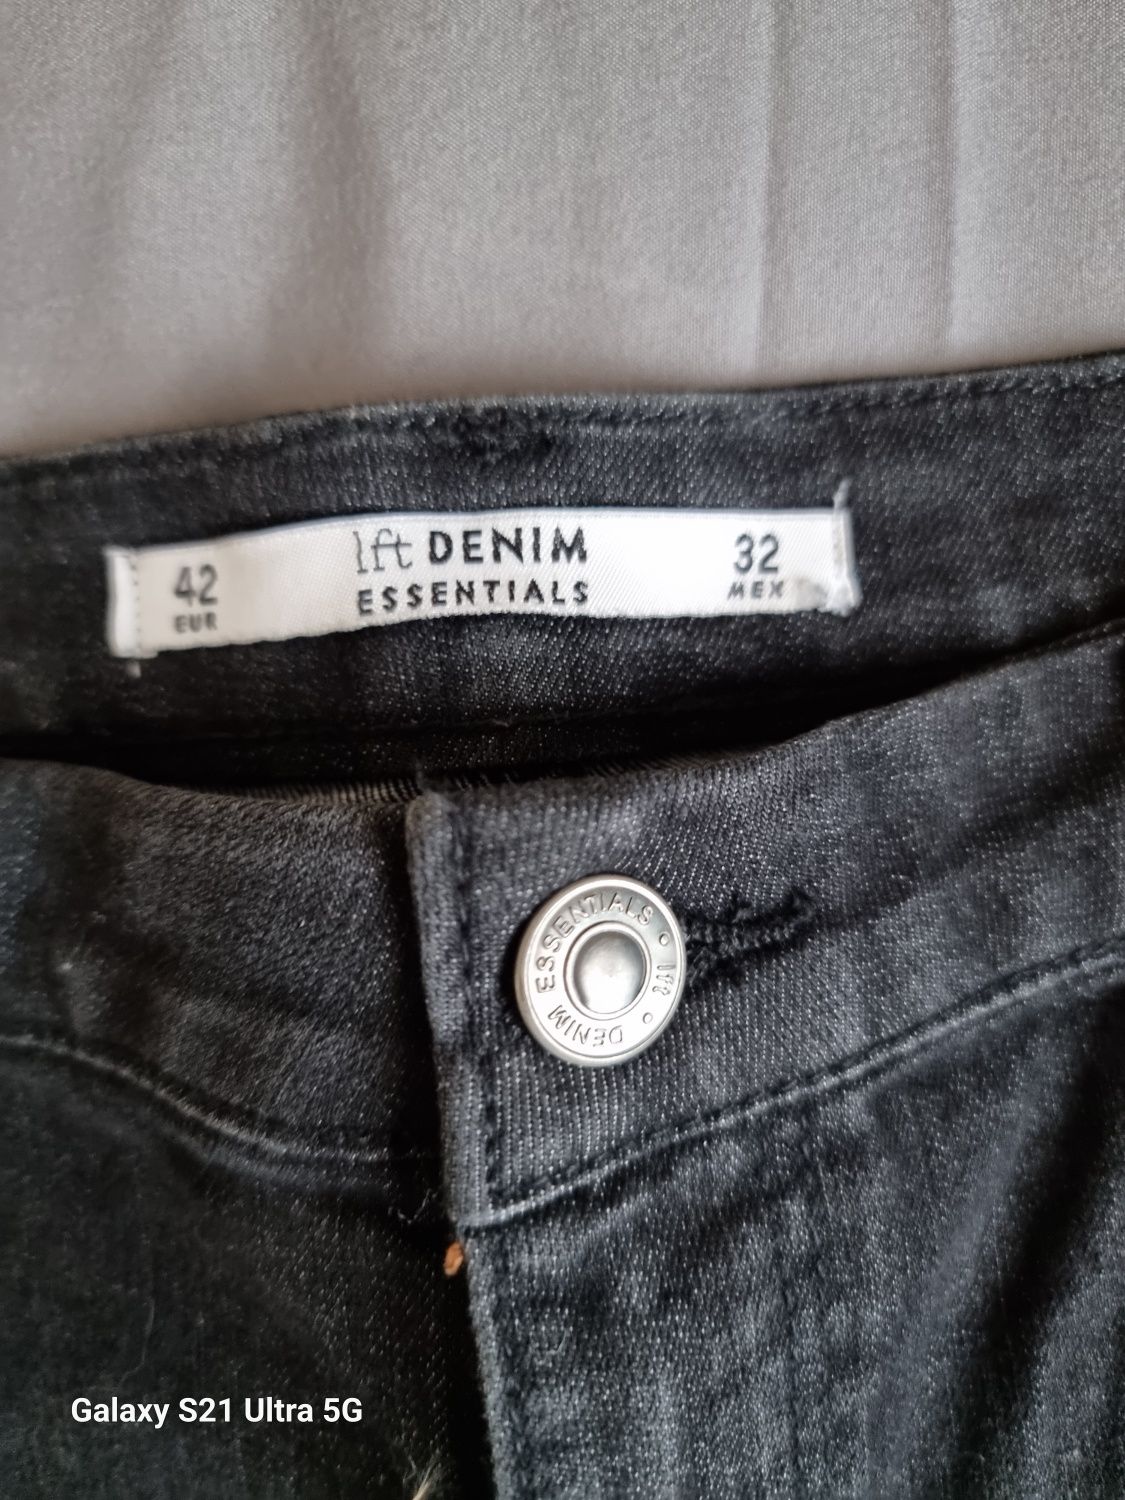 lft DENIM
ESSENTIALS
42
EUR
32
MEX
ESSENTIALS • lft • DENIM
Galaxy S21 Ultra 5G